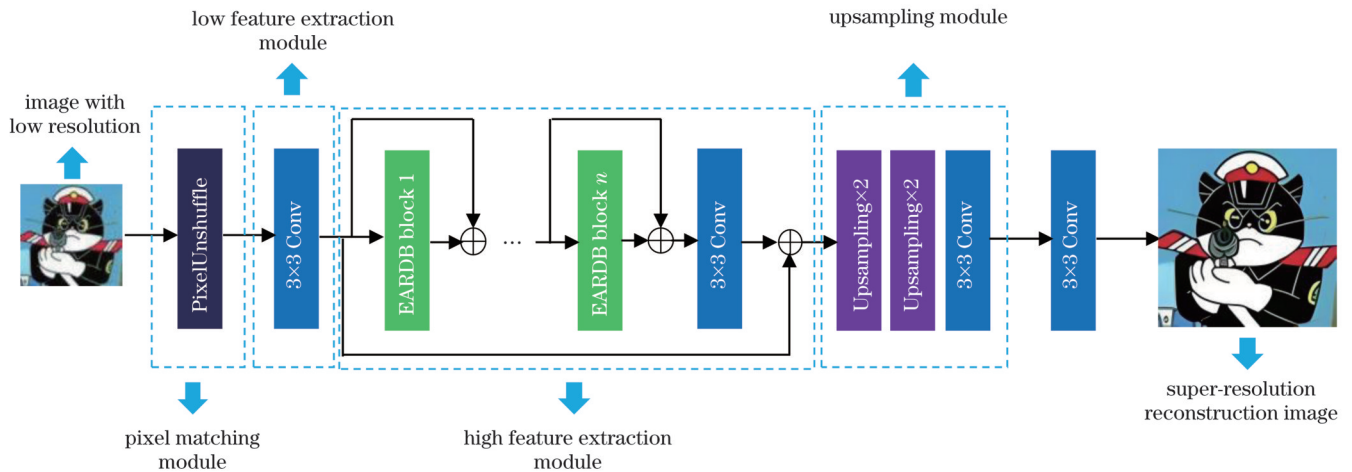 low feature extraction
module
upsampling module
image with
low resolution
PixelUnshuffle
3×3 Conv
EARDB block 1
...
EARDB block n
3×3 Conv
Upsampling×2
Upsampling×2
3×3 Conv
3×3 Conv
pixel matching
module
high feature extraction
module
super-resolution
reconstruction image